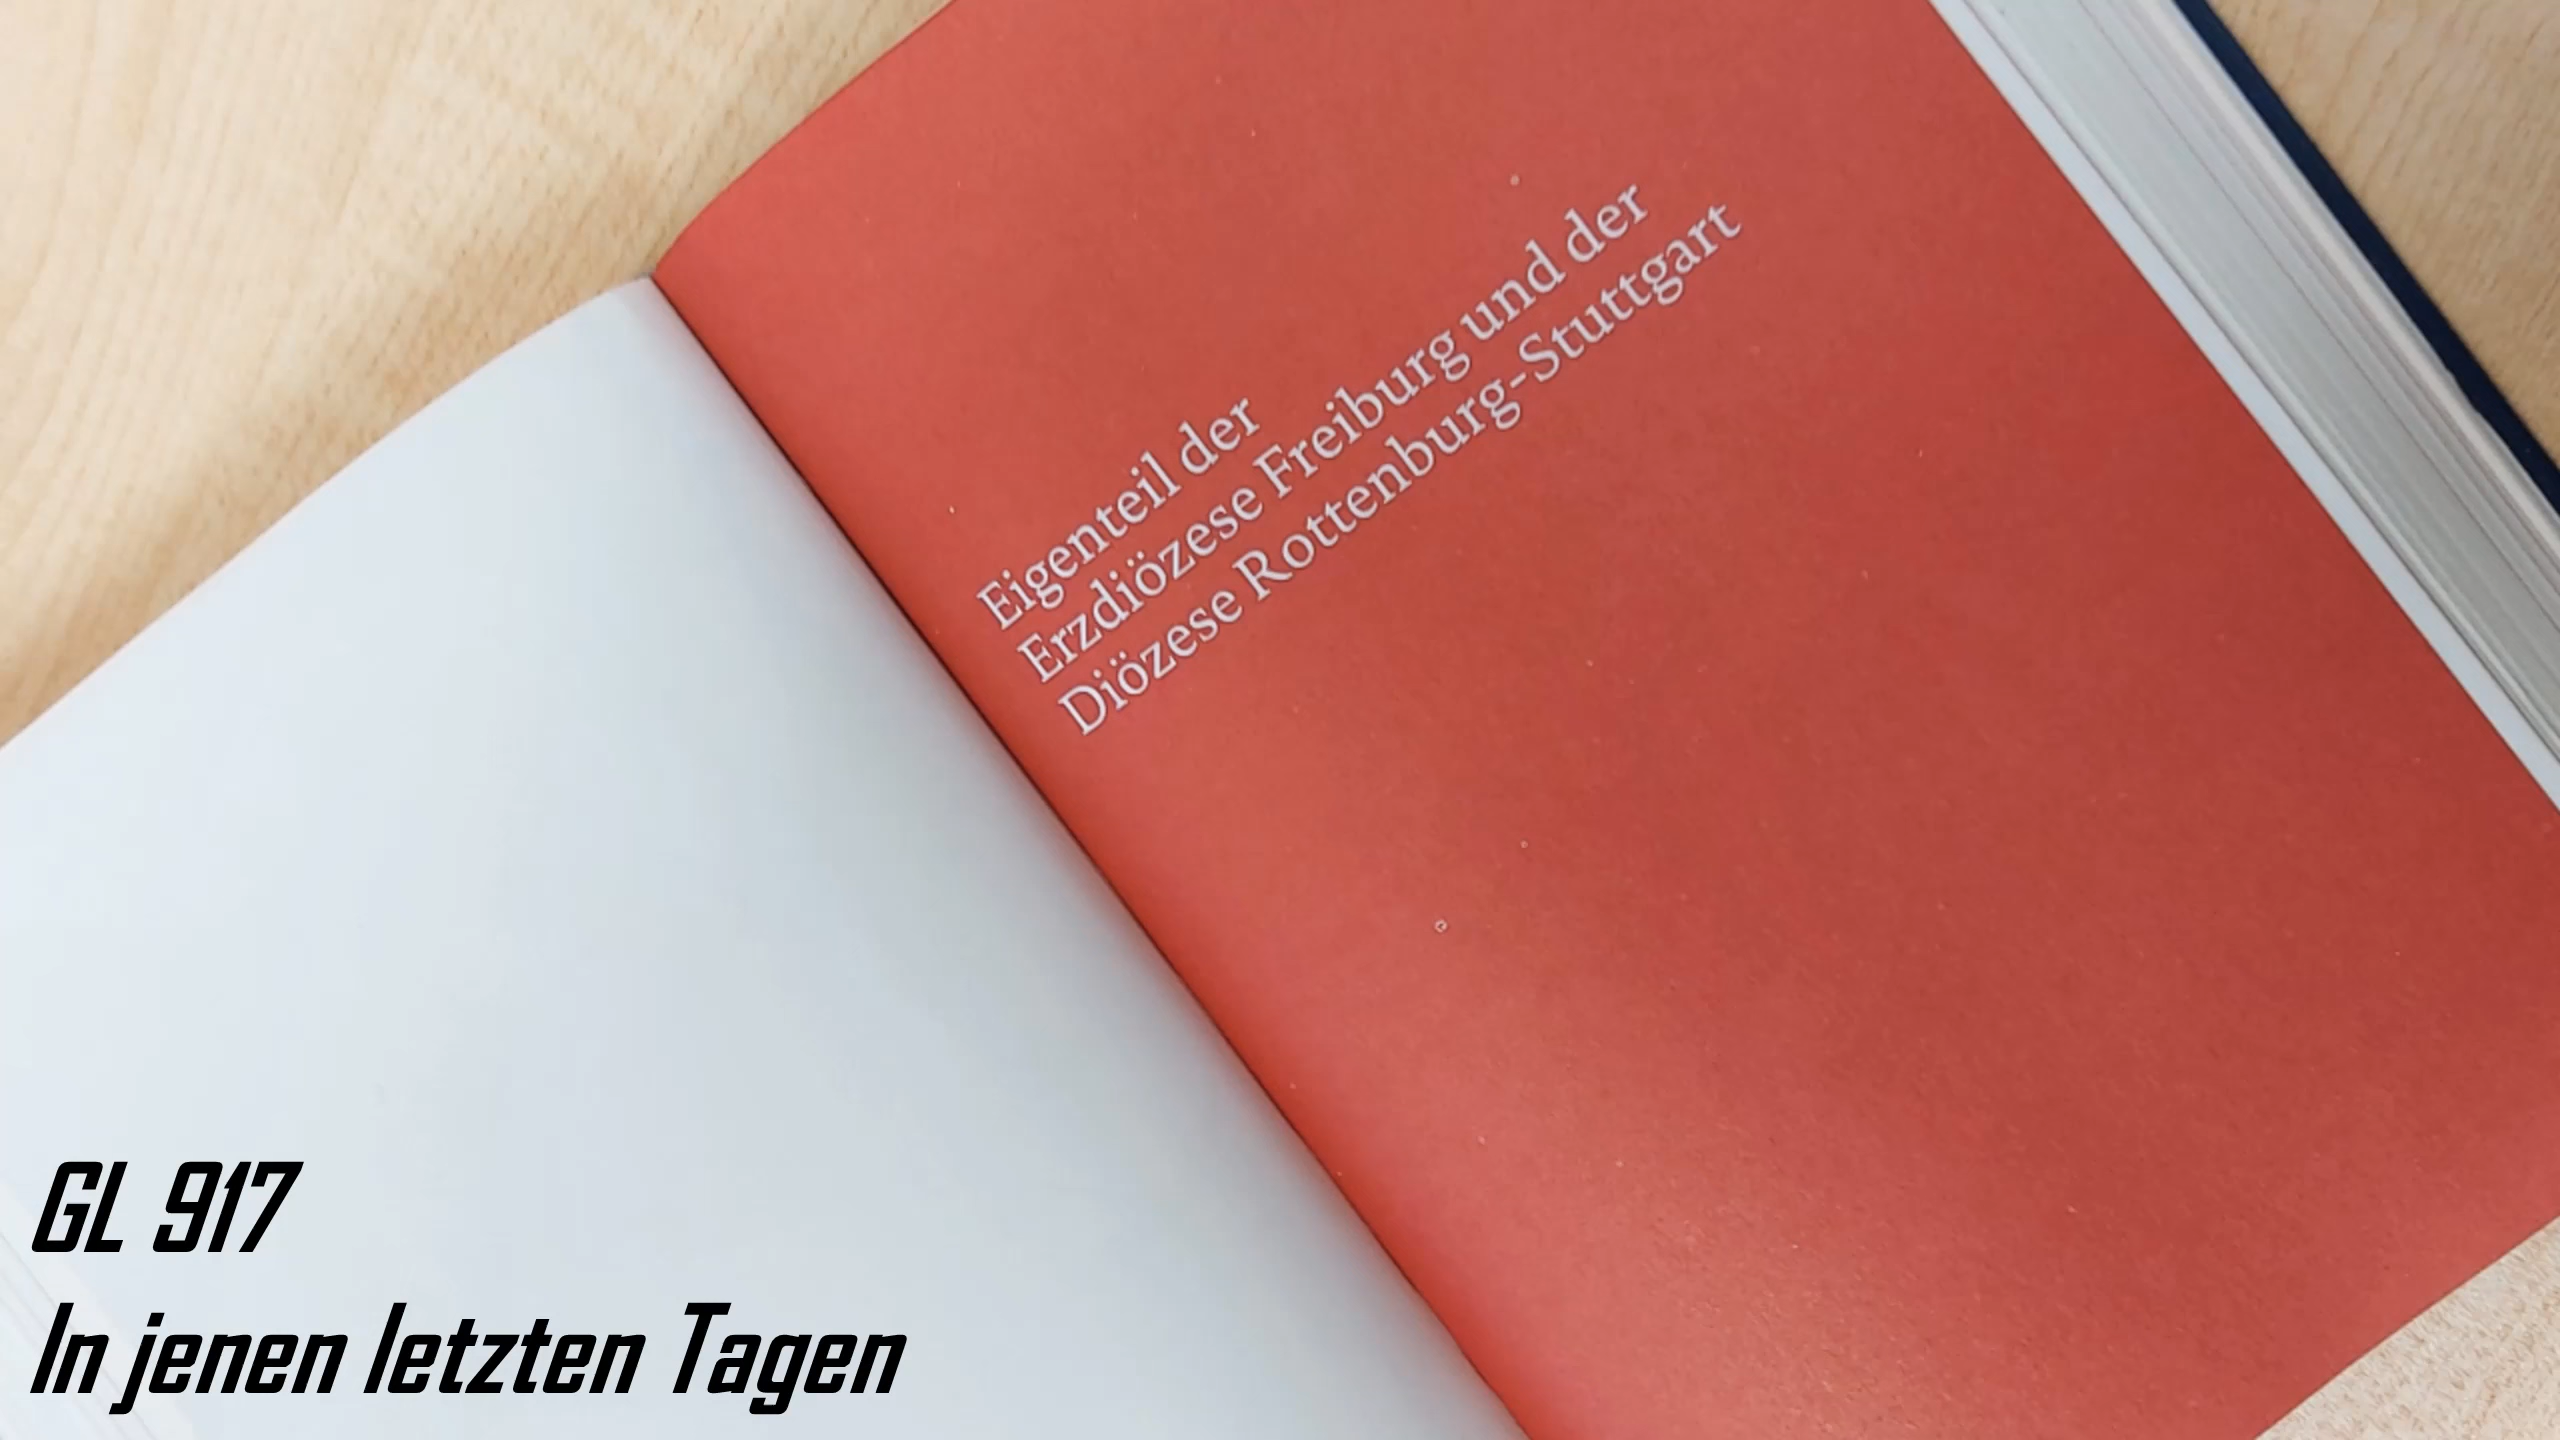 Eigenteil der
Erzdiözese Freiburg und der
Diözese Rottenburg-Stuttgart
GL 917
In jenen letzten Tagen